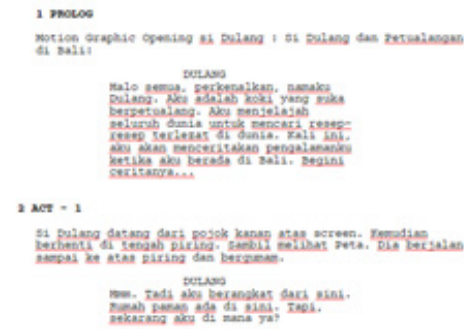 1 PROLOG
Motion Graphic Opening si Dulang : Si Dulang dan Petualangan
di Bali:
DULANG
Halo semua, perkenalkan, namaku
Dulang. Aku adalah koki yang suka
berpetualang. Aku menjelajah
seluruh dunia untuk mencari resep-
resep terlezat di dunia. Kali ini,
aku akan menceritakan pengalamanku
ketika aku berada di Bali. Begini
ceritanya...
2 ACT - 1
Si Dulang datang dari pojok kanan atas screen. Kemudian
berhenti di tengah piring. Sambil melihat Peta. Dia berjalan
sampai ke atas piring dan bergumam.
DULANG
Hmm. Tadi aku berangkat dari sini.
Rumah paman ada di sini. Tapi,
sekarang aku di mana ya?